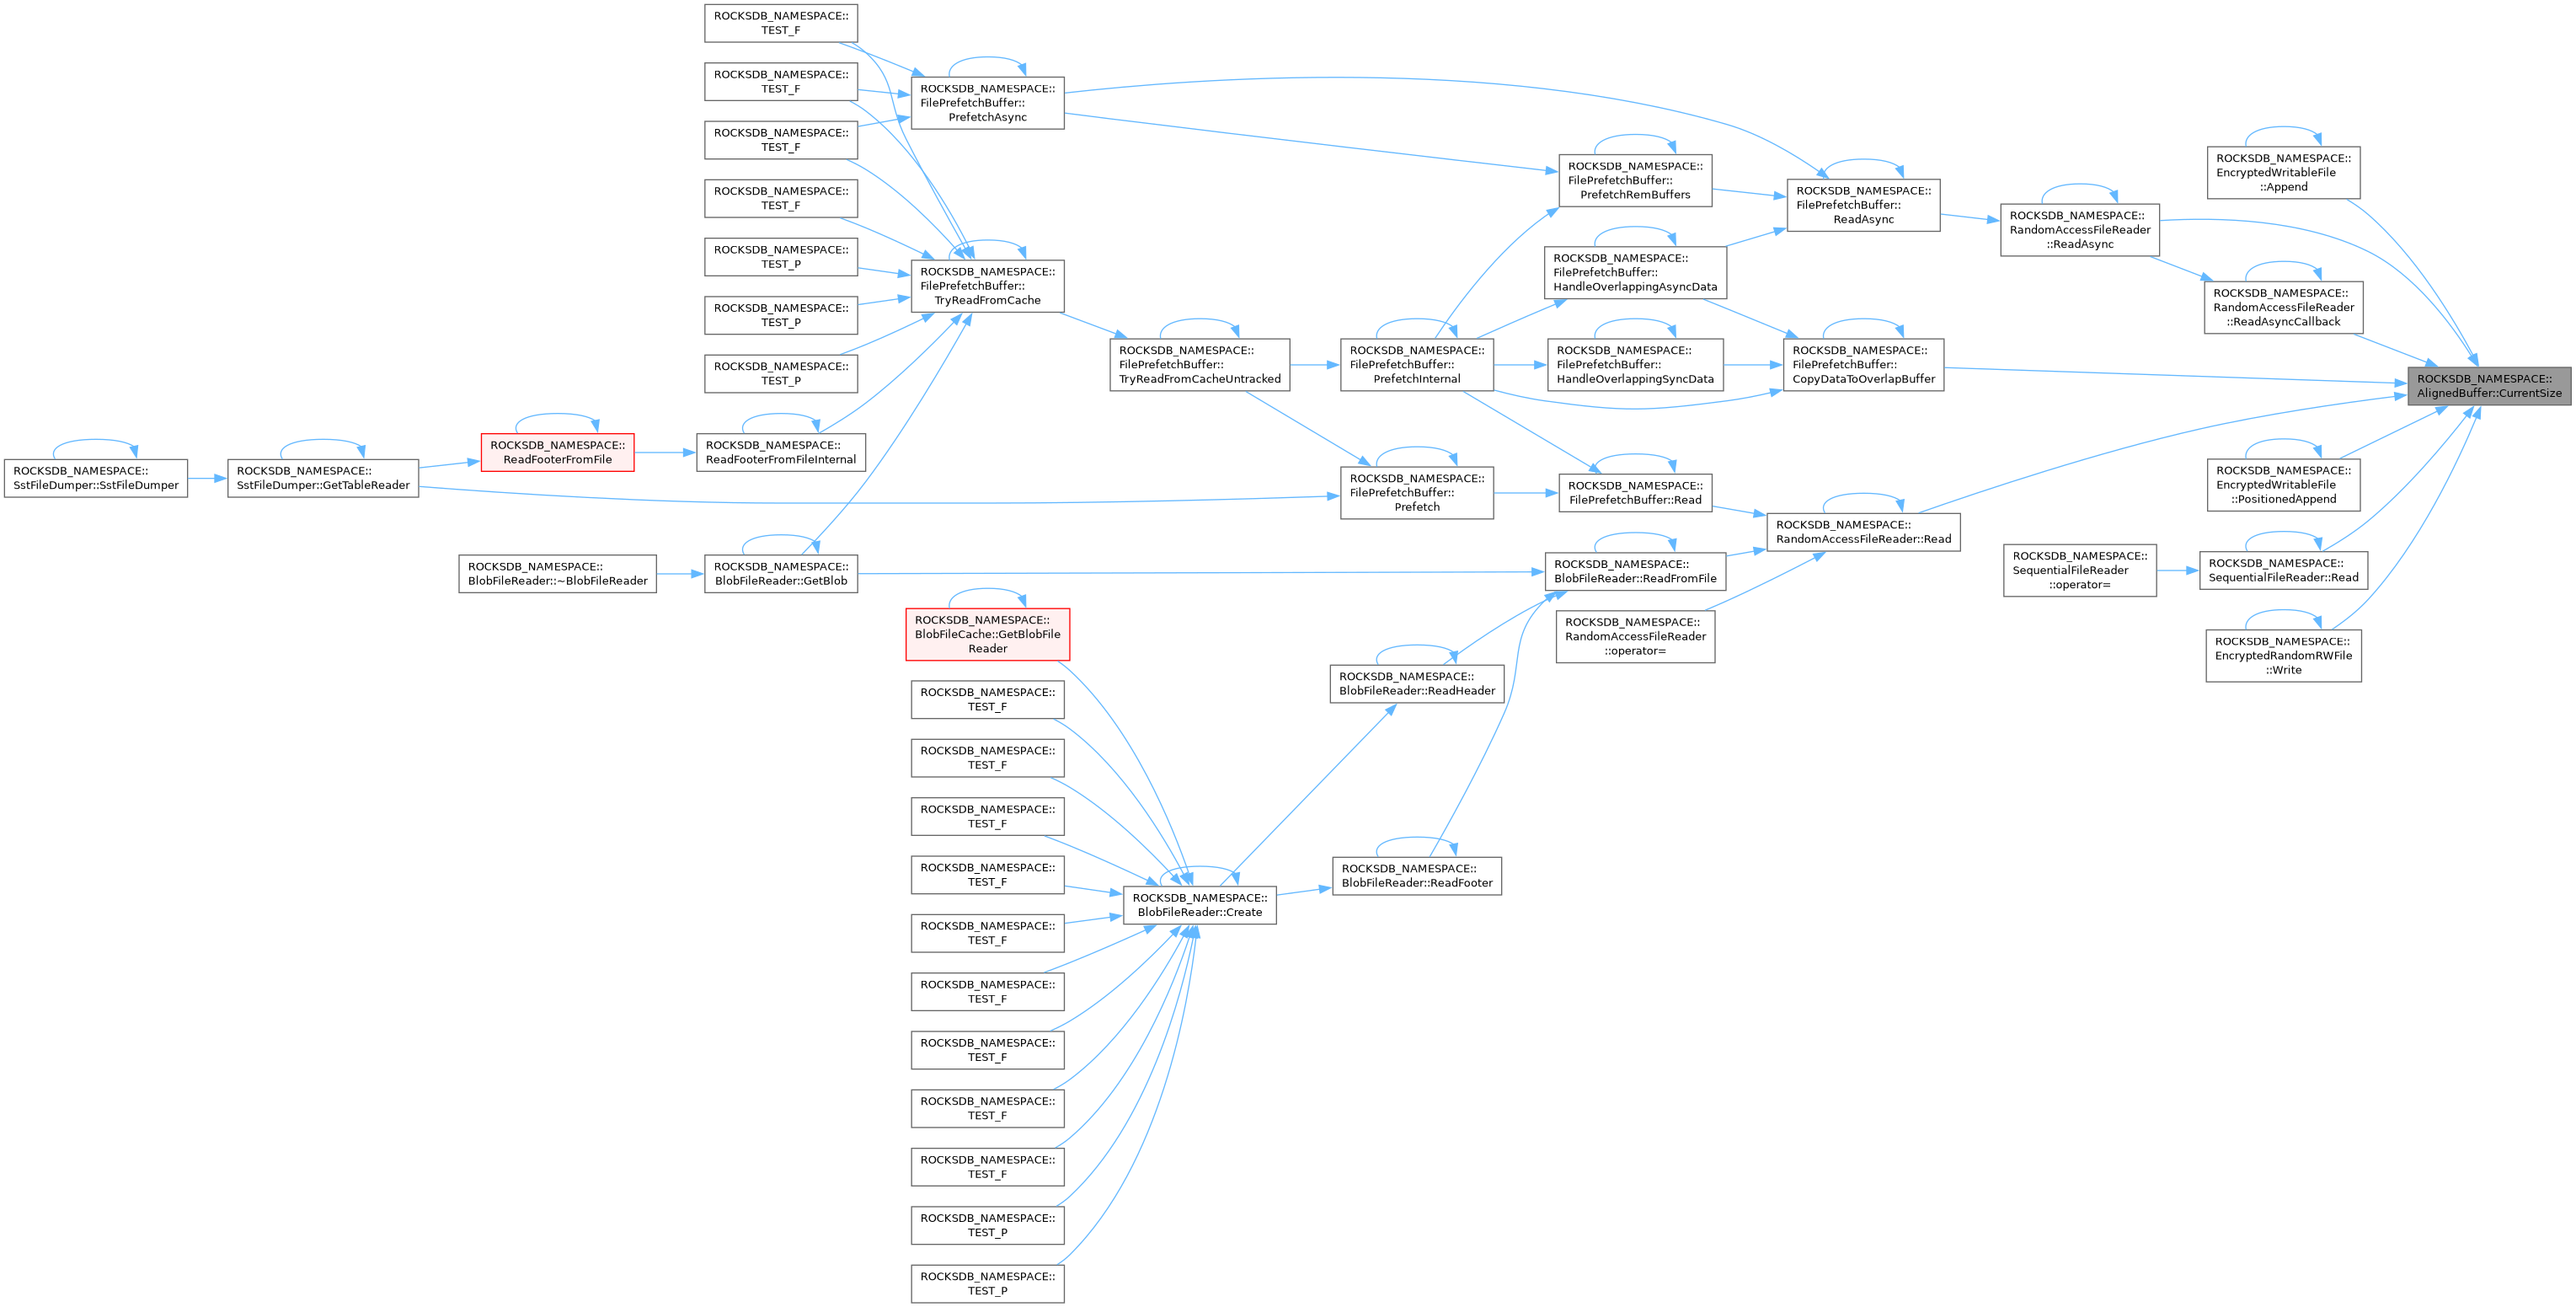 ROCKSDB_NAMESPACE::
TEST_F
ROCKSDB_NAMESPACE::
TEST_F
ROCKSDB_NAMESPACE::
TEST_F
ROCKSDB_NAMESPACE::
TEST_F
ROCKSDB_NAMESPACE::
TEST_P
ROCKSDB_NAMESPACE::
TEST_P
ROCKSDB_NAMESPACE::
TEST_P
ROCKSDB_NAMESPACE::
FilePrefetchBuffer::
PrefetchAsync
ROCKSDB_NAMESPACE::
FilePrefetchBuffer::
TryReadFromCache
ROCKSDB_NAMESPACE::
FilePrefetchBuffer::
TryReadFromCacheUntracked
ROCKSDB_NAMESPACE::
FilePrefetchBuffer::
PrefetchInternal
ROCKSDB_NAMESPACE::
FilePrefetchBuffer::
PrefetchRemBuffers
ROCKSDB_NAMESPACE::
FilePrefetchBuffer::
HandleOverlappingAsyncData
ROCKSDB_NAMESPACE::
FilePrefetchBuffer::
HandleOverlappingSyncData
ROCKSDB_NAMESPACE::
FilePrefetchBuffer::
ReadAsync
ROCKSDB_NAMESPACE::
FilePrefetchBuffer::
CopyDataToOverlapBuffer
ROCKSDB_NAMESPACE::
RandomAccessFileReader
::ReadAsync
ROCKSDB_NAMESPACE::
EncryptedWritableFile
::Append
ROCKSDB_NAMESPACE::
RandomAccessFileReader
::ReadAsyncCallback
ROCKSDB_NAMESPACE::
AlignedBuffer::CurrentSize
ROCKSDB_NAMESPACE::
SstFileDumper::SstFileDumper
ROCKSDB_NAMESPACE::
SstFileDumper::GetTableReader
ROCKSDB_NAMESPACE::
ReadFooterFromFile
ROCKSDB_NAMESPACE::
ReadFooterFromFileInternal
ROCKSDB_NAMESPACE::
FilePrefetchBuffer::
Prefetch
ROCKSDB_NAMESPACE::
FilePrefetchBuffer::Read
ROCKSDB_NAMESPACE::
RandomAccessFileReader::Read
ROCKSDB_NAMESPACE::
EncryptedWritableFile
::PositionedAppend
ROCKSDB_NAMESPACE::
BlobFileReader::~BlobFileReader
ROCKSDB_NAMESPACE::
BlobFileReader::GetBlob
ROCKSDB_NAMESPACE::
BlobFileReader::ReadFromFile
ROCKSDB_NAMESPACE::
SequentialFileReader
::operator=
ROCKSDB_NAMESPACE::
SequentialFileReader::Read
ROCKSDB_NAMESPACE::
RandomAccessFileReader
::operator=
ROCKSDB_NAMESPACE::
EncryptedRandomRWFile
::Write
ROCKSDB_NAMESPACE::
BlobFileCache::GetBlobFile
Reader
ROCKSDB_NAMESPACE::
BlobFileReader::ReadHeader
ROCKSDB_NAMESPACE::
TEST_F
ROCKSDB_NAMESPACE::
TEST_F
ROCKSDB_NAMESPACE::
TEST_F
ROCKSDB_NAMESPACE::
TEST_F
ROCKSDB_NAMESPACE::
BlobFileReader::ReadFooter
ROCKSDB_NAMESPACE::
BlobFileReader::Create
ROCKSDB_NAMESPACE::
TEST_F
ROCKSDB_NAMESPACE::
TEST_F
ROCKSDB_NAMESPACE::
TEST_F
ROCKSDB_NAMESPACE::
TEST_F
ROCKSDB_NAMESPACE::
TEST_F
ROCKSDB_NAMESPACE::
TEST_P
ROCKSDB_NAMESPACE::
TEST_P